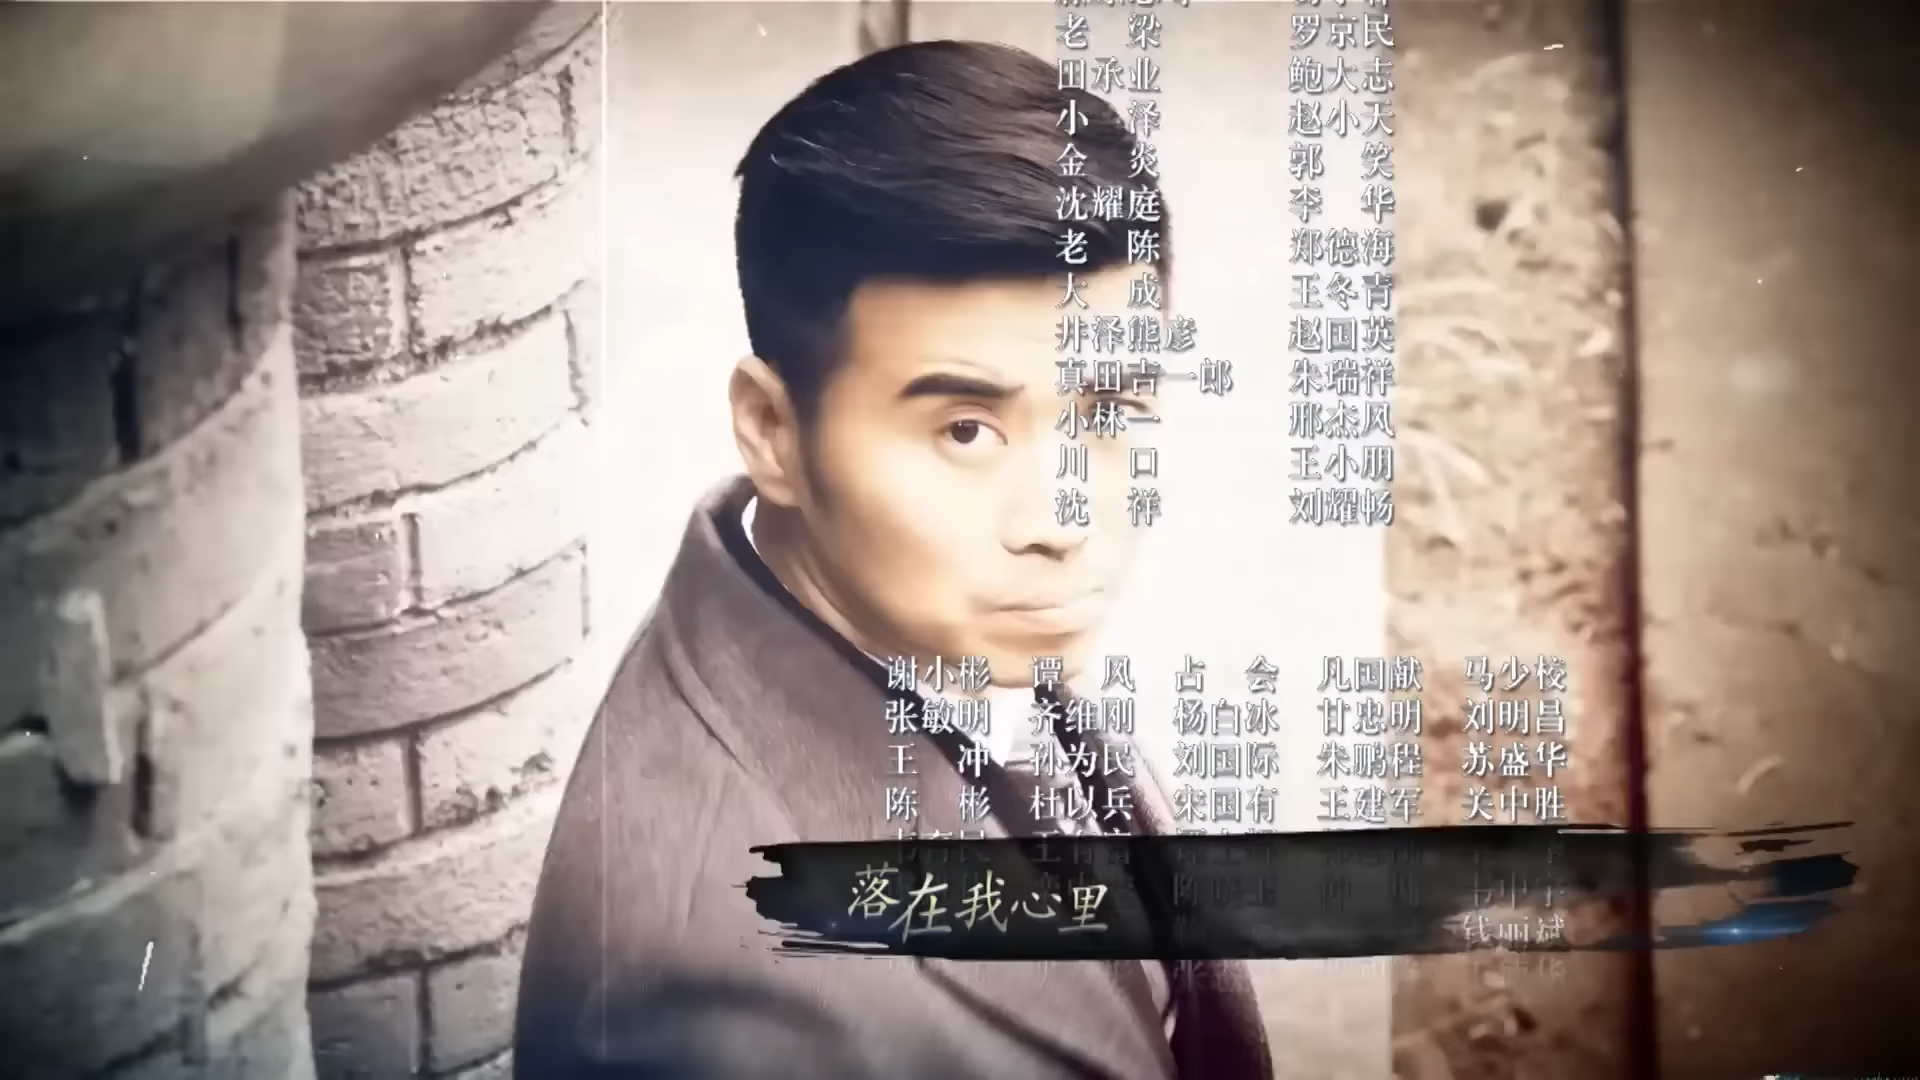 老 梁 罗京民
田承业 鲍大志
小 泽 赵小天
金 炎 郭 笑
沈耀庭 李 华
老 陈 郑德海
大 成 王冬青
井泽熊彦 赵国英
真田吉一郎 朱瑞祥
小林一 邢杰风
川 口 王小朋
沈 祥 刘耀畅
谢小彬 谭 风 占 会 凡国献 马少校
张敏明 齐维刚 杨白冰 甘忠明 刘明昌
王 冲 孙为民 刘国际 朱鹏程 苏盛华
陈 彬 杜以兵 宋国有 王建军 关中胜
落在我心里
钱丽斌